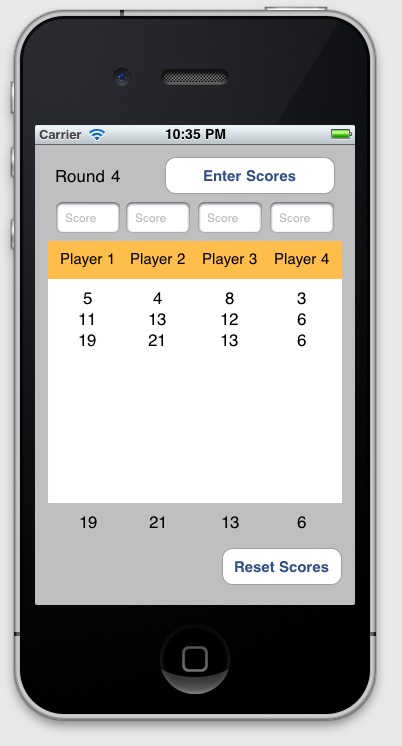 Carrier 10:35 PM
Round 4 Enter Scores
Score Score Score Score
Player 1 Player 2 Player 3 Player 4
5 4 8 3
11 13 12 6
19 21 13 6
19 21 13 6
Reset Scores